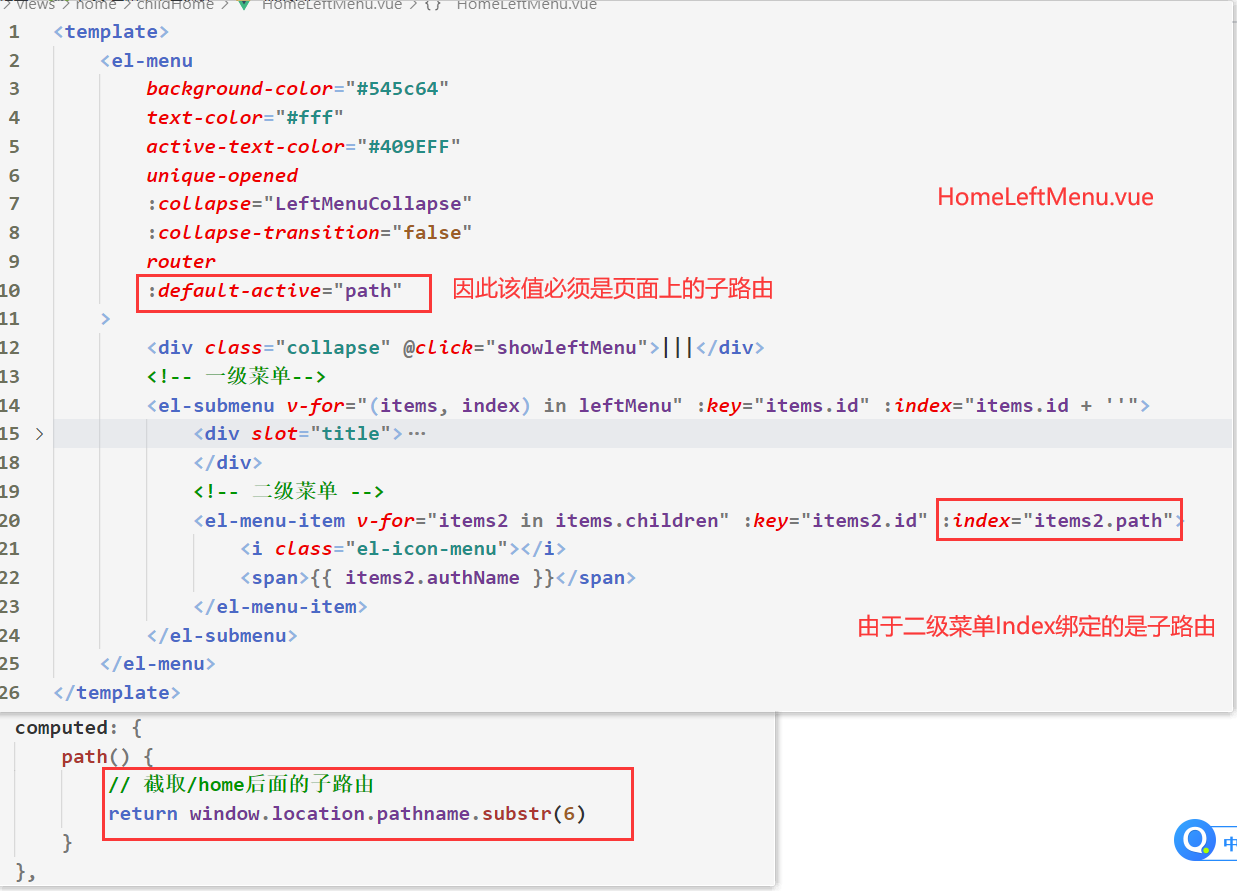 > views > home > childHome > HomeLeftMenu.vue > {} HomeLeftMenu.vue
1 <template>
2 <el-menu
3 background-color="#545c64"
4 text-color="#fff"
5 active-text-color="#409EFF"
6 unique-opened
7 :collapse="LeftMenuCollapse"
HomeLeftMenu.vue
8 :collapse-transition="false"
9 router
10 :default-active="path" 因此该值必须是页面上的子路由
11 >
12 <div class="collapse" @click="showleftMenu">|||</div>
13 <!-- 一级菜单-->
14 <el-submenu v-for="(items, index) in leftMenu" :key="items.id" :index="items.id + ''">
15 > <div slot="title">⋯
18 </div>
19 <!-- 二级菜单 -->
20 <el-menu-item v-for="items2 in items.children" :key="items2.id" :index="items2.path">
21 <i class="el-icon-menu"></i>
22 <span>{{ items2.authName }}</span>
23 </el-menu-item>
由于二级菜单Index绑定的是子路由
24 </el-submenu>
25 </el-menu>
26 </template>
computed: {
path() {
// 截取/home后面的子路由
return window.location.pathname.substr(6)
}
},
中